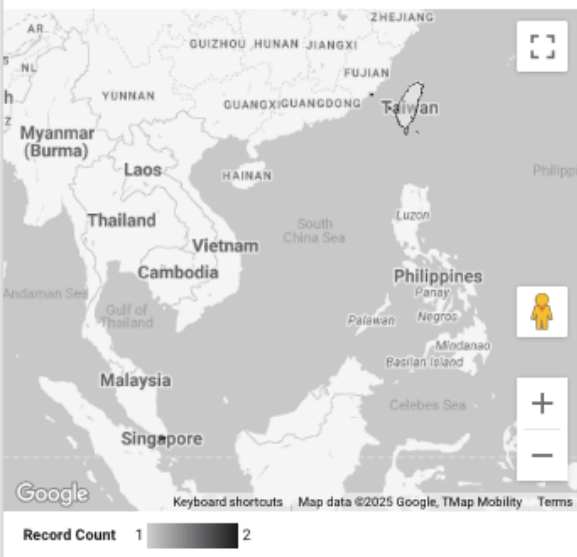 ZHEJIANG
AR
GUIZHOU HUNAN JIANGXI
NL
FUJIAN
YUNNAN
GUANGXI GUANGDONG
Taiwan
Myanmar
(Burma)
Laos
HAINAN
Luzon
Thailand
South
China Sea
Vietnam
Cambodia
Philippines
Andaman Sea
Panay
Gulf of
Thailand
Palawan
Negros
Mindanao
Basilan Island
Malaysia
Celebes Sea
Singapore
Google
Keyboard shortcuts Map data ©2025 Google, TMap Mobility Terms
Record Count 1 2